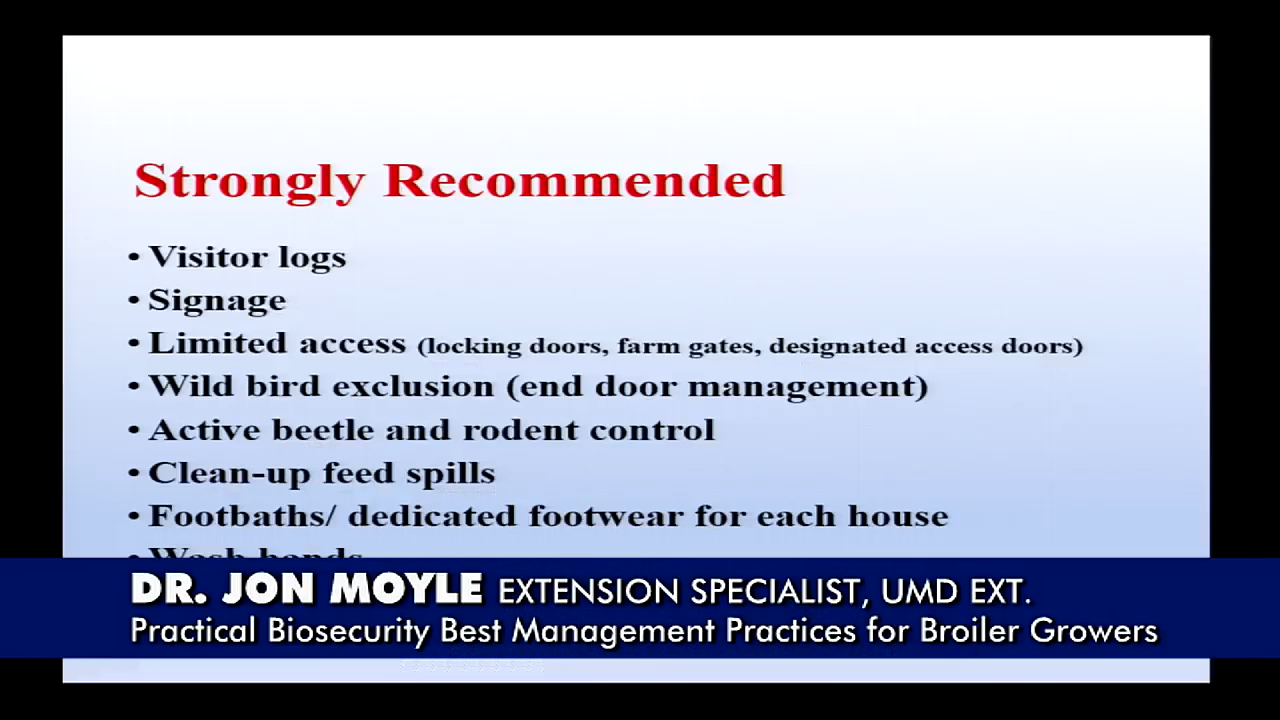 Strongly Recommended
• Visitor logs
• Signage
• Limited access (locking doors, farm gates, designated access doors)
• Wild bird exclusion (end door management)
• Active beetle and rodent control
• Clean-up feed spills
• Footbaths/ dedicated footwear for each house
• Wash hands
DR. JON MOYLE EXTENSION SPECIALIST, UMD EXT.
Practical Biosecurity Best Management Practices for Broiler Growers